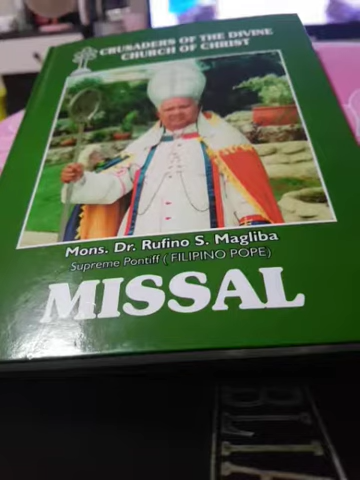 CRUSADERS OF THE DIVINE
CHURCH OF CHRIST
Mons. Dr. Rufino S. Magliba
Supreme Pontiff (FILIPINO POPE)
MISSAL